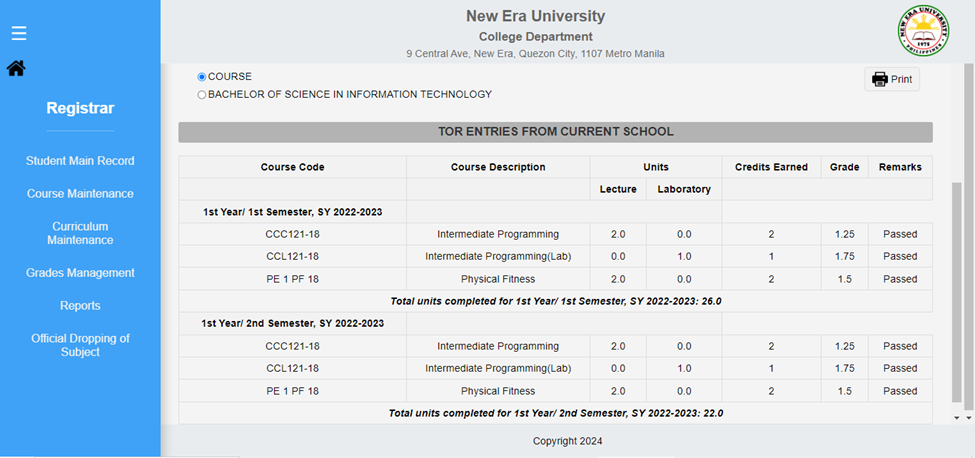 New Era University
College Department
9 Central Ave, New Era, Quezon City, 1107 Metro Manila
NEW ERA UNIVERSITY
1975
PHILIPPINES
Registrar
Student Main Record
Course Maintenance
Curriculum
Maintenance
Grades Management
Reports
Official Dropping of
Subject
COURSE
BACHELOR OF SCIENCE IN INFORMATION TECHNOLOGY
Print
TOR ENTRIES FROM CURRENT SCHOOL
Course Code Course Description Units Credits Earned Grade Remarks
Lecture Laboratory
1st Year/ 1st Semester, SY 2022-2023
CCC121-18 Intermediate Programming 2.0 0.0 2 1.25 Passed
CCL121-18 Intermediate Programming(Lab) 0.0 1.0 1 1.75 Passed
PE 1 PF 18 Physical Fitness 2.0 0.0 2 1.5 Passed
Total units completed for 1st Year/ 1st Semester, SY 2022-2023: 26.0
1st Year/ 2nd Semester, SY 2022-2023
CCC121-18 Intermediate Programming 2.0 0.0 2 1.25 Passed
CCL121-18 Intermediate Programming(Lab) 0.0 1.0 1 1.75 Passed
PE 1 PF 18 Physical Fitness 2.0 0.0 2 1.5 Passed
Total units completed for 1st Year/ 2nd Semester, SY 2022-2023: 22.0
Copyright 2024